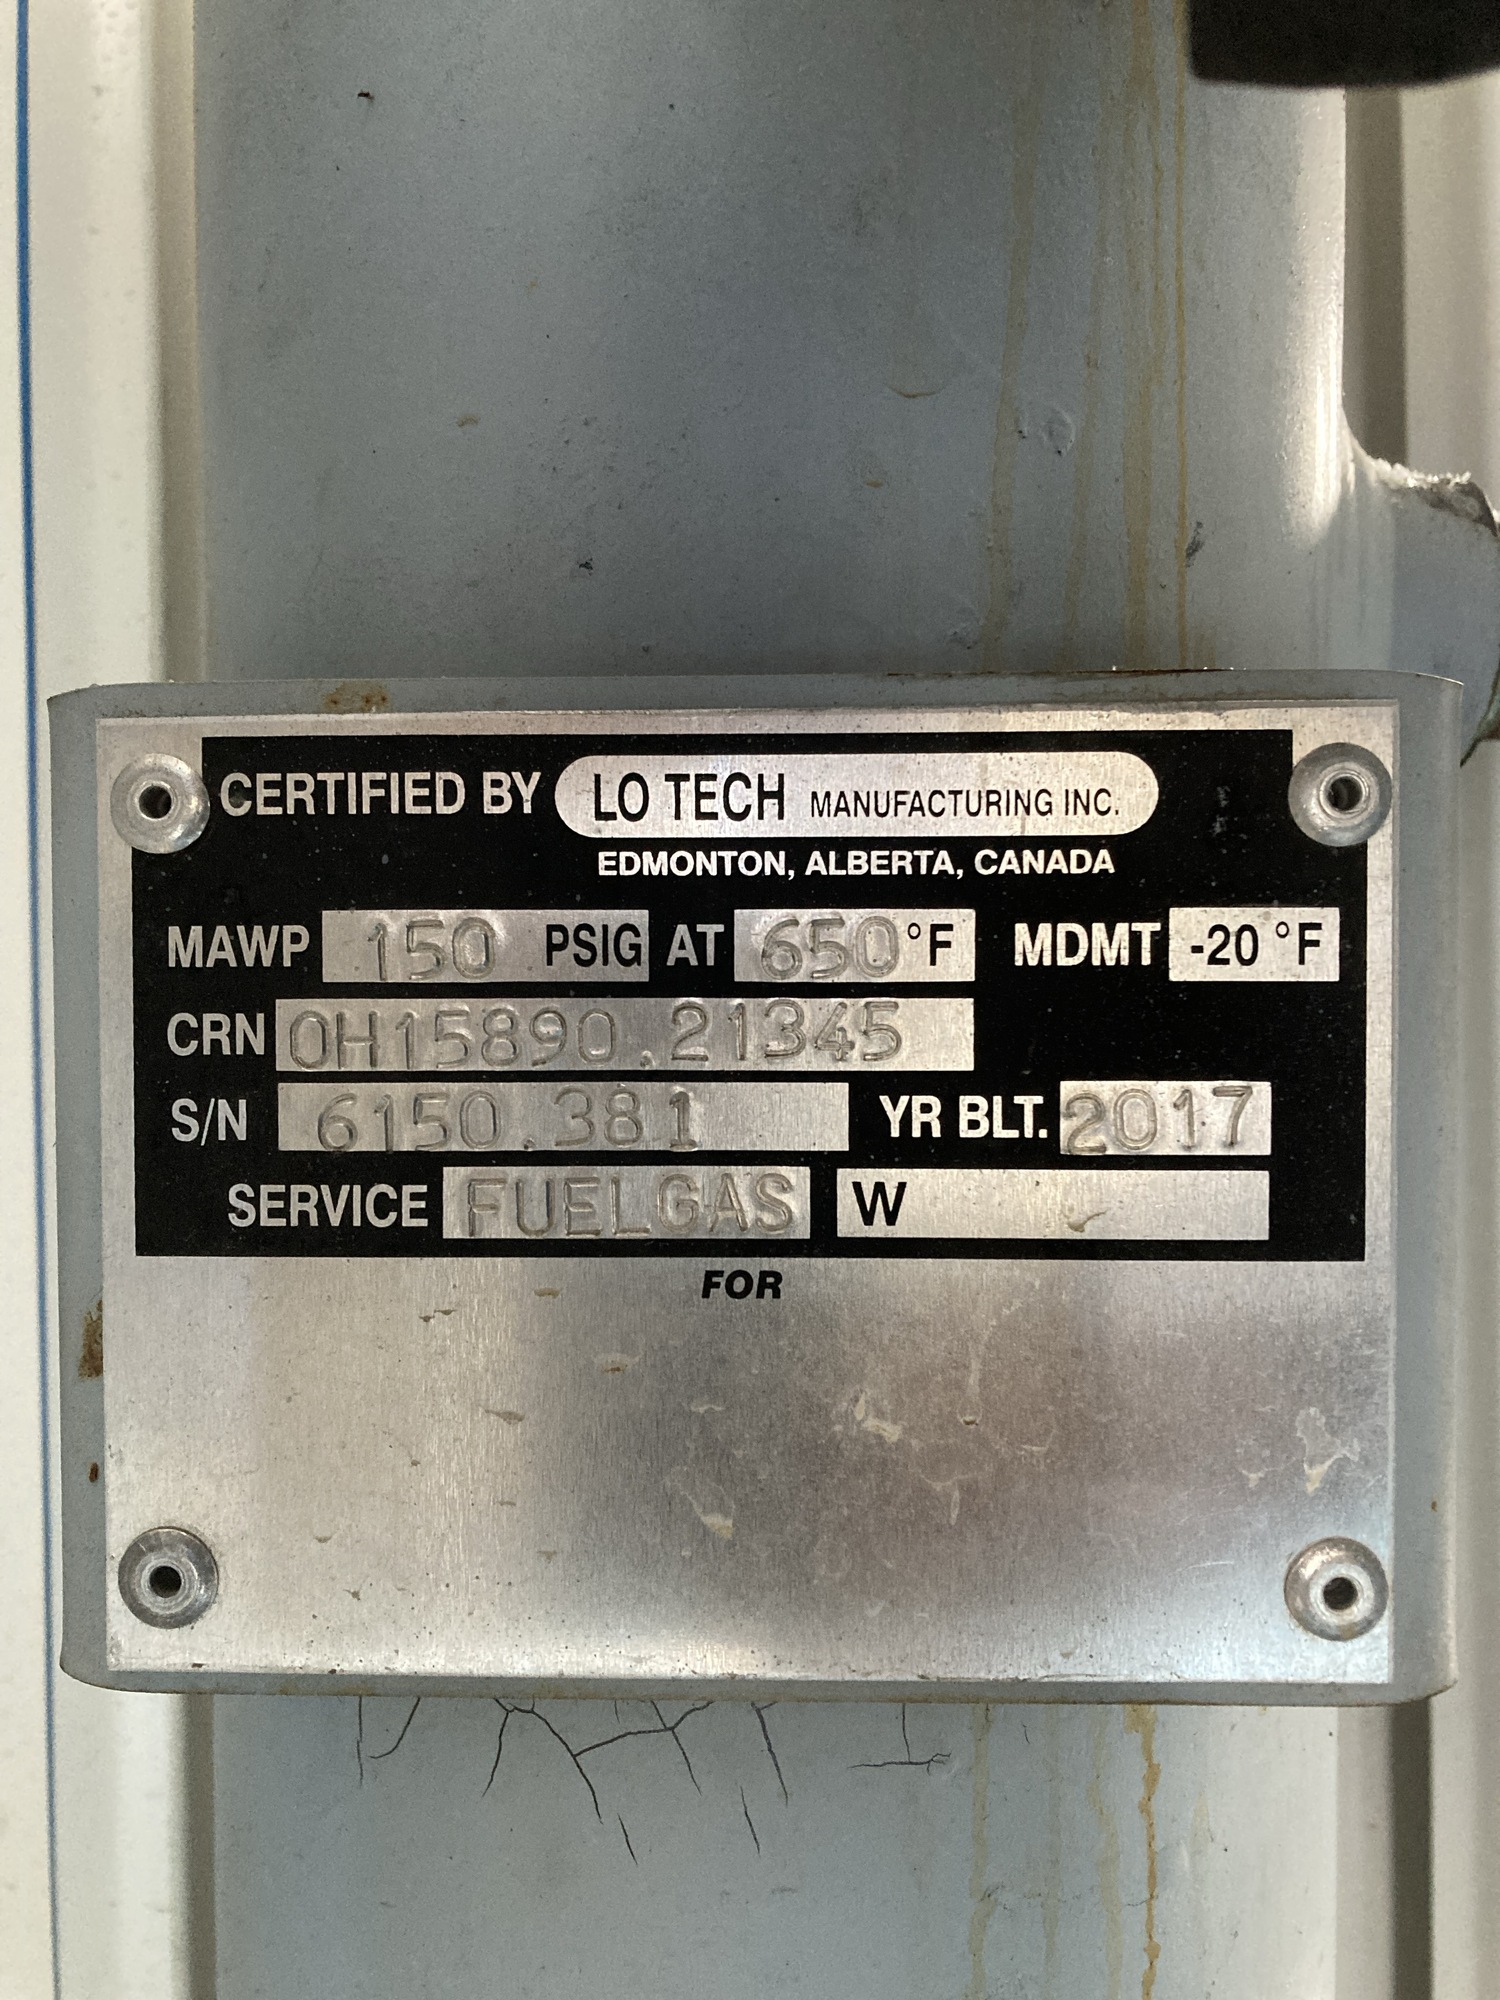 CERTIFIED BY LO TECH MANUFACTURING INC.
EDMONTON, ALBERTA, CANADA
MAWP 150 PSIG AT 650 °F MDMT -20 °F
CRN 0H15890.21345
S/N 6150.381 YR BLT. 2017
SERVICE FUELGAS W
FOR